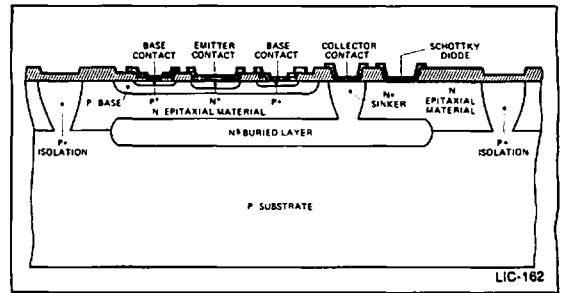 BASE CONTACT
EMITTER CONTACT
BASE CONTACT
COLLECTOR CONTACT
SCHOTTKY DIODE
P BASE
P+
N+
P+
N EPITAXIAL MATERIAL
N+ SINKER
N EPITAXIAL MATERIAL
P+ ISOLATION
N+ BURIED LAYER
P+ ISOLATION
P SUBSTRATE
LIC-162